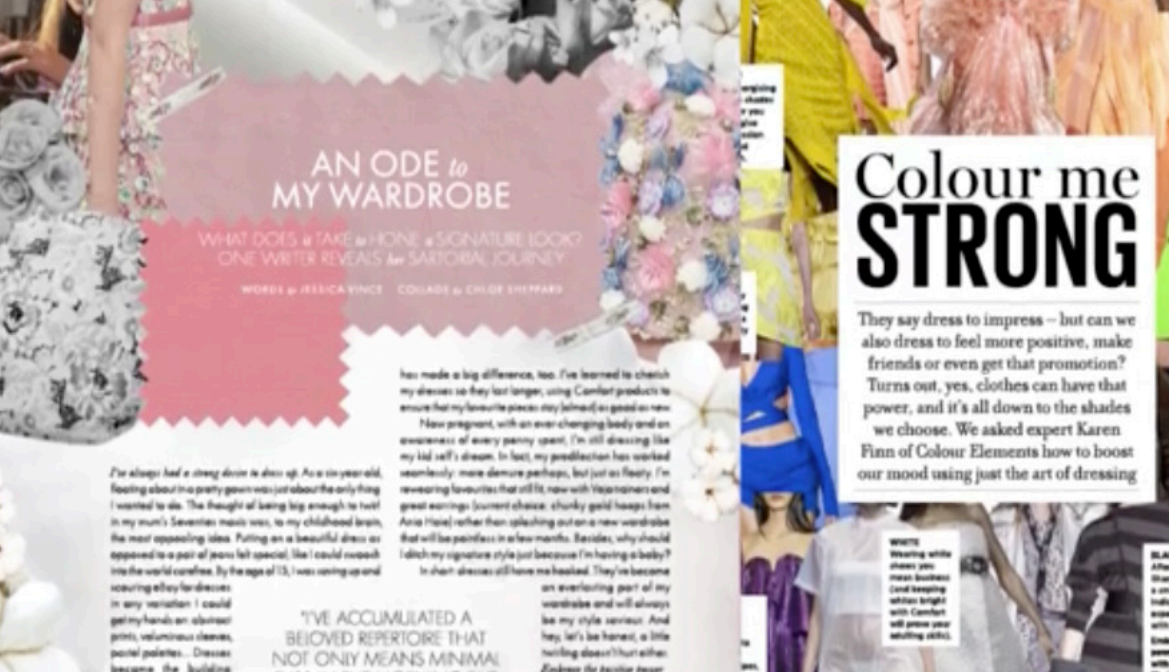 AN ODE to
MY WARDROBE
WHAT DOES it TAKE to HONE a SIGNATURE LOOK?
ONE WRITER REVEALS her SARTORIAL JOURNEY
WORDS by JESSICA VINCE COLLAGE by CHLOE SHEPPARD
I've always had a strong desire to dress up. As a six-year-old,
floating about in a pretty gown was just about the only thing
I wanted to do. The thought of being big enough to twirl
in my mum's Seventies maxis was, to my childhood brain,
the most appealing idea. Putting on a beautiful dress as
opposed to a pair of jeans felt special, like I could swoosh
into the world carefree. By the age of 15, I was saving up and
scouring eBay for dresses
in any variation I could
get my hands on: abstract
prints, voluminous sleeves,
pastel palettes... Dresses
became the building
"I'VE ACCUMULATED A
BELOVED REPERTOIRE THAT
NOT ONLY MEANS MINIMAL
has made a big difference, too. I've learned to cherish
my dresses so they last longer, using Comfort products to
ensure that my favourite pieces stay (almost) as good as new
Now pregnant, with an ever-changing body and an
awareness of every penny spent, I'm still dressing like
my kid self's dream. In fact, my predilection has worked
seamlessly: more demure perhaps, but just as floaty. I'm
rewearing favourites that still fit, now with Veja trainers and
great earrings (current choice: chunky gold hoops from
Ania Haie) rather than splashing out on a new wardrobe
that will be pointless in a few months. Besides, why should
I ditch my signature style just because I'm having a baby?
In short: dresses still have me hooked. They've become
an everlasting part of my
wardrobe and will always
be my style saviour. And
hey, let's be honest, a little
twirling doesn't hurt either.
Colour me
STRONG
They say dress to impress – but can we
also dress to feel more positive, make
friends or even get that promotion?
Turns out, yes, clothes can have that
power, and it's all down to the shades
we choose. We asked expert Karen
Finn of Colour Elements how to boost
our mood using just the art of dressing
WHITE
Wearing white
shows you
mean business
(and keeping
whites bright
with Comfort
will prove your
adulting skills).